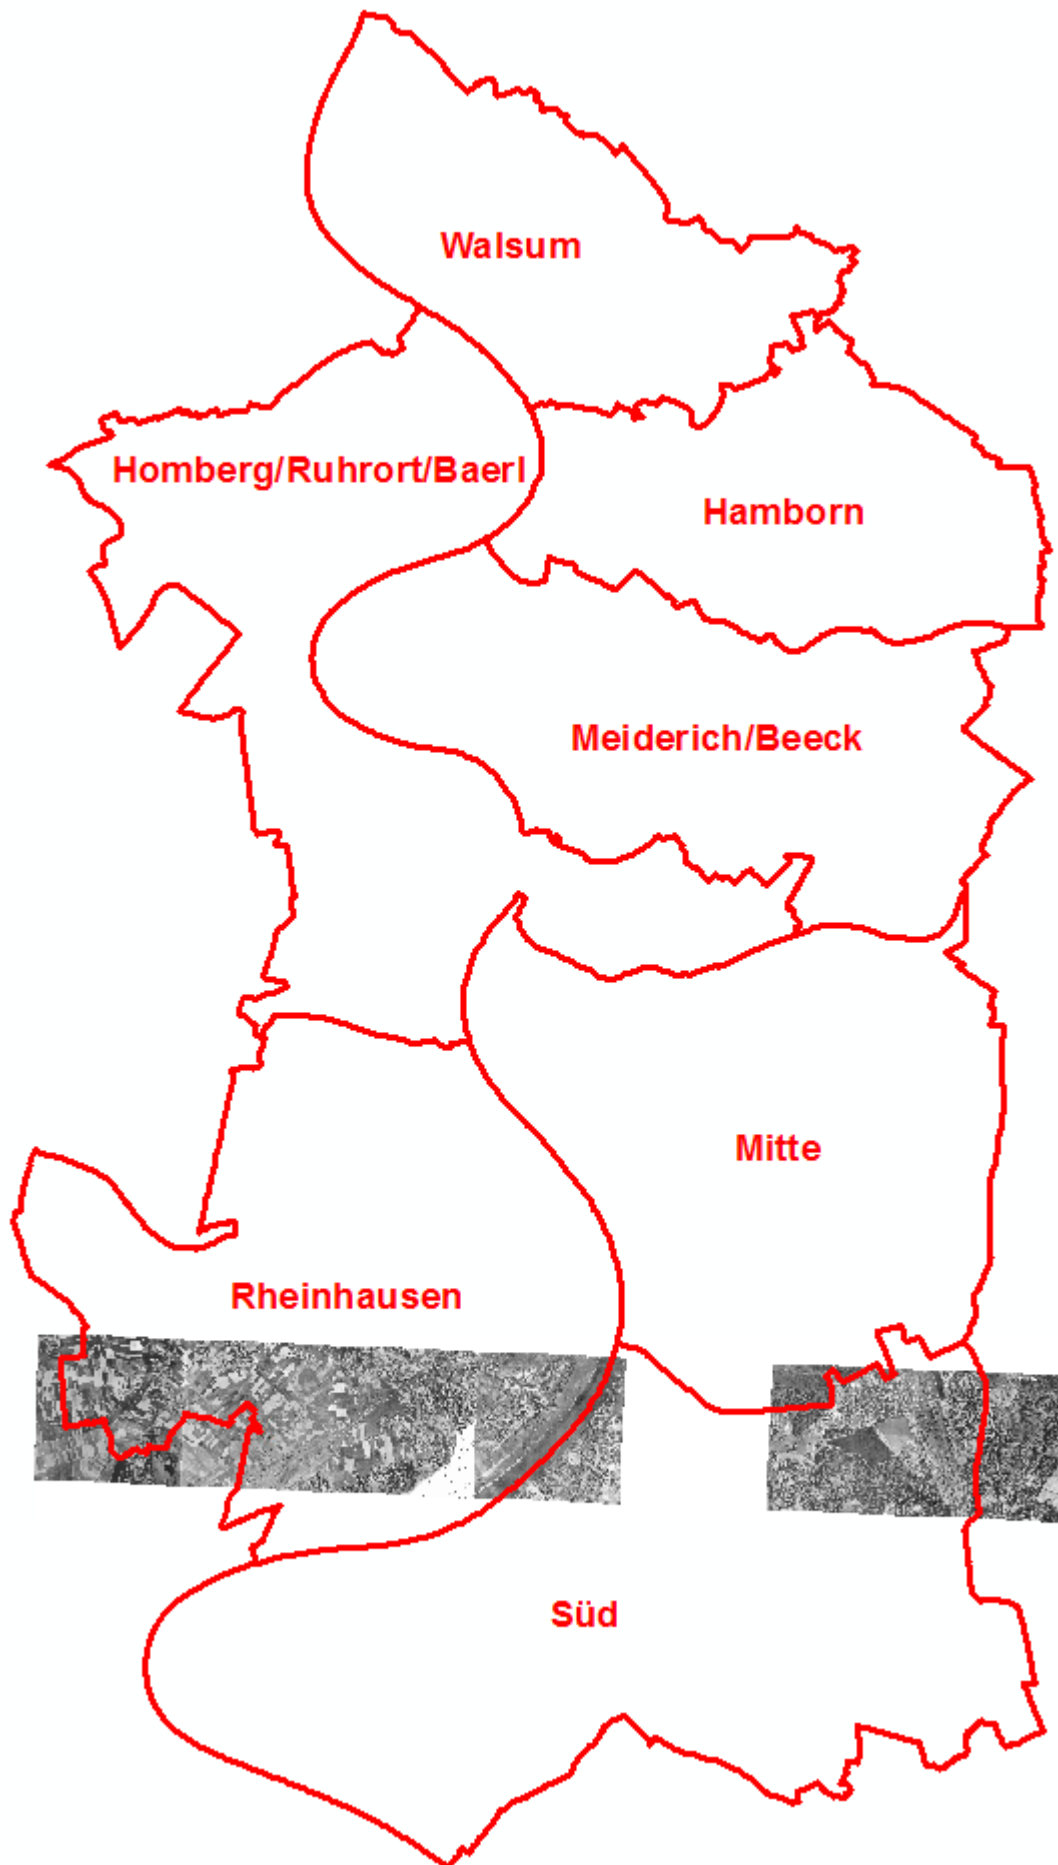 Walsum
Homberg/Ruhrort/Baerl
Hamborn
Meiderich/Beeck
Mitte
Rheinhausen
Süd